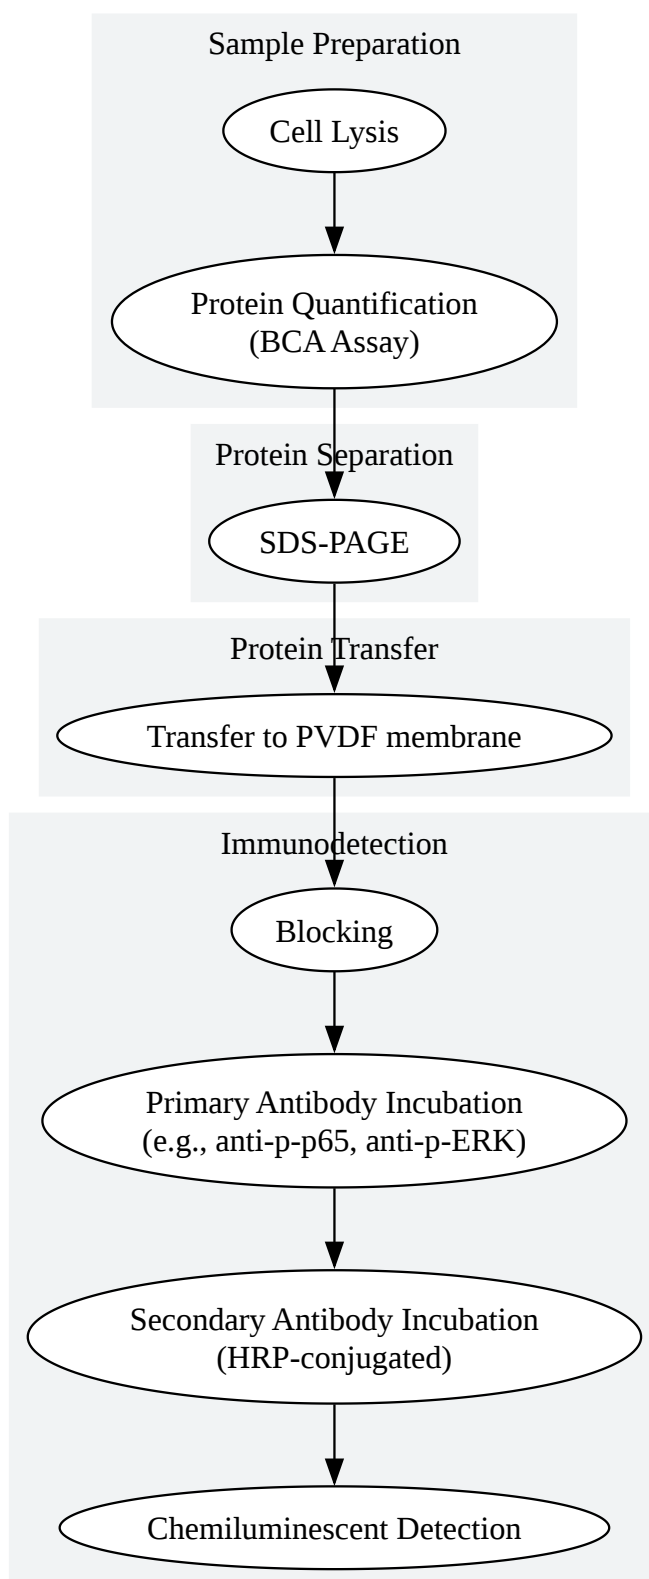 Sample Preparation
Cell Lysis
Protein Quantification
(BCA Assay)
Protein Separation
SDS-PAGE
Protein Transfer
Transfer to PVDF membrane
Immunodetection
Blocking
Primary Antibody Incubation
(e.g., anti-p-p65, anti-p-ERK)
Secondary Antibody Incubation
(HRP-conjugated)
Chemiluminescent Detection